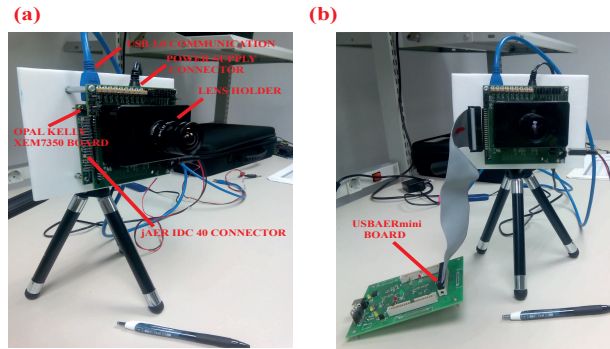 (a)
USB 3.0 COMMUNICATION
POWER SUPPLY
CONNECTOR
LENS HOLDER
OPAL KELLY
XEM7350 BOARD
jAER IDC 40 CONNECTOR
(b)
USBAERmini
BOARD